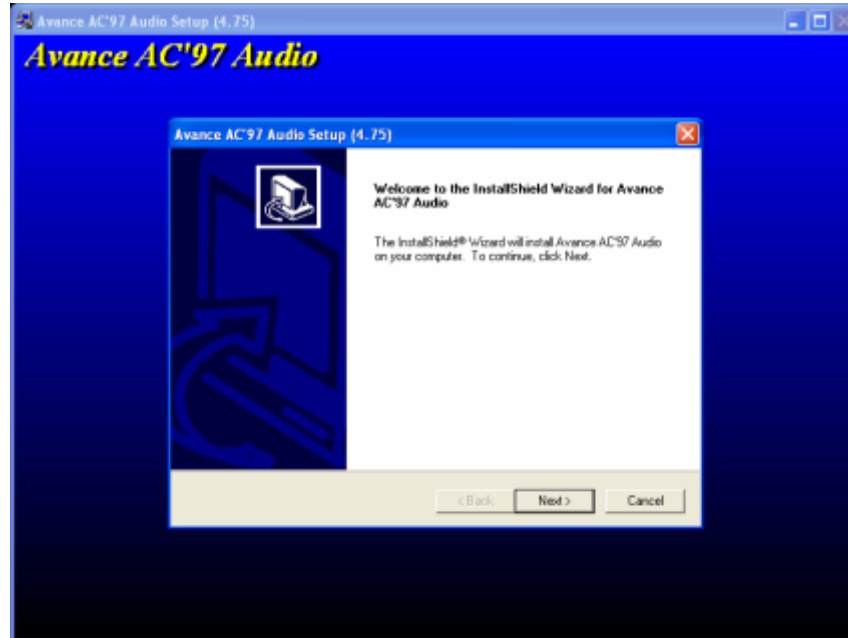 Avance AC'97 Audio Setup (4.75)
Avance AC'97 Audio
Avance AC'97 Audio Setup (4.75)
Welcome to the InstallShield Wizard for Avance
AC'97 Audio
The InstallShield® Wizard will install Avance AC'97 Audio
on your computer. To continue, click Next.
< Back Next > Cancel